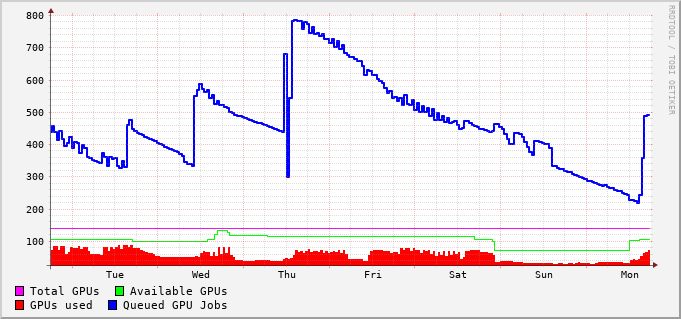 800
700
600
500
400
300
200
100
Tue Wed Thu Fri Sat Sun Mon
Total GPUs Available GPUs
GPUs used Queued GPU Jobs
RRDTOOL / TOBI OETIKER